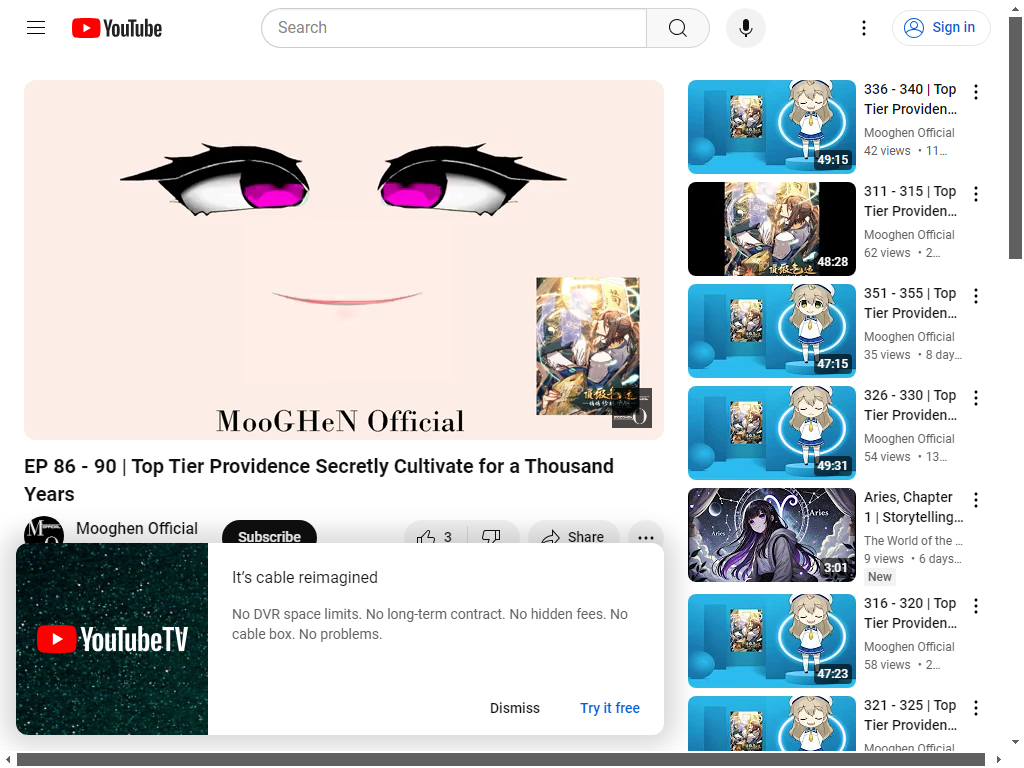 YouTube
Search
Sign in
MooGHeN Official
EP 86 - 90 | Top Tier Providence Secretly Cultivate for a Thousand
Years
Mooghen Official
Subscribe
3
Share
YouTubeTV
It’s cable reimagined
No DVR space limits. No long-term contract. No hidden fees. No
cable box. No problems.
Dismiss
Try it free
49:15
336 - 340 | Top
Tier Providen...
Mooghen Official
42 views • 11...
48:28
311 - 315 | Top
Tier Providen...
Mooghen Official
62 views • 2...
47:15
351 - 355 | Top
Tier Providen...
Mooghen Official
35 views • 8 day...
49:31
326 - 330 | Top
Tier Providen...
Mooghen Official
54 views • 13...
Aries
3:01
Aries, Chapter
1 | Storytelling...
The World of the ...
9 views • 6 days...
New
47:23
316 - 320 | Top
Tier Providen...
Mooghen Official
58 views • 2...
321 - 325 | Top
Tier Providen...
Mooghen Official